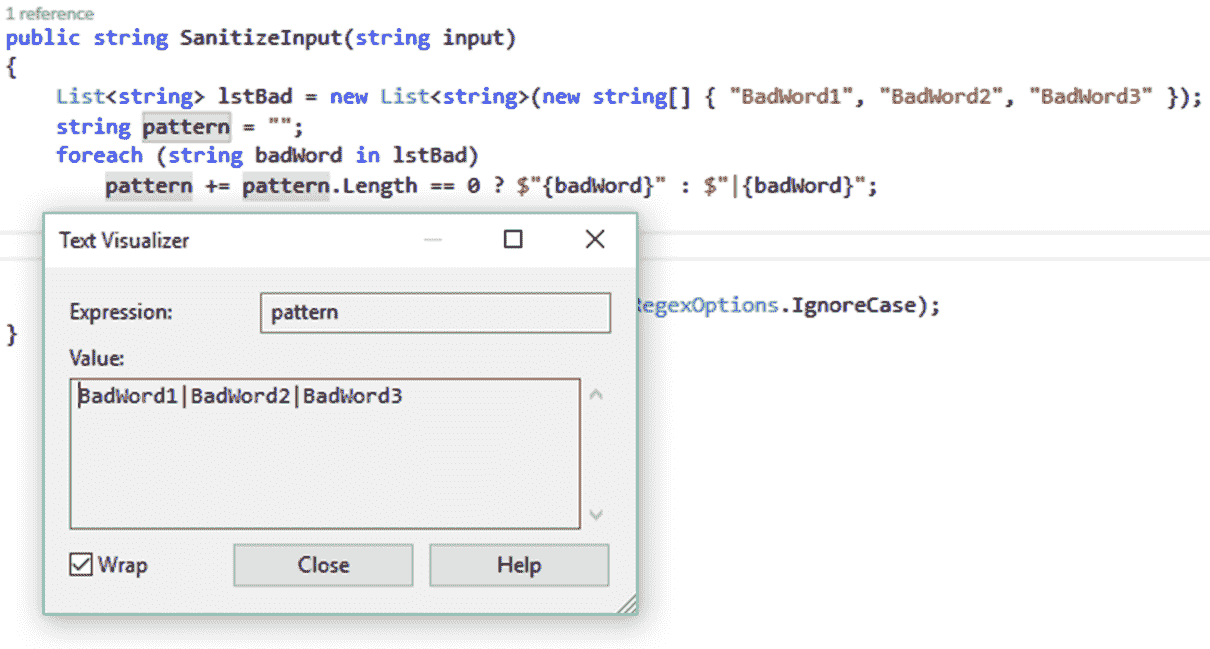 1 reference
public string SanitizeInput(string input)
{
List<string> lstBad = new List<string>(new string[] { "BadWord1", "BadWord2", "BadWord3" });
string pattern = "";
foreach (string badWord in lstBad)
pattern += pattern.Length == 0 ? $"{badWord}" : $"|{badWord}";
Text Visualizer
Expression: pattern
RegexOptions.IgnoreCase);
}
Value:
BadWord1|BadWord2|BadWord3
Wrap Close Help